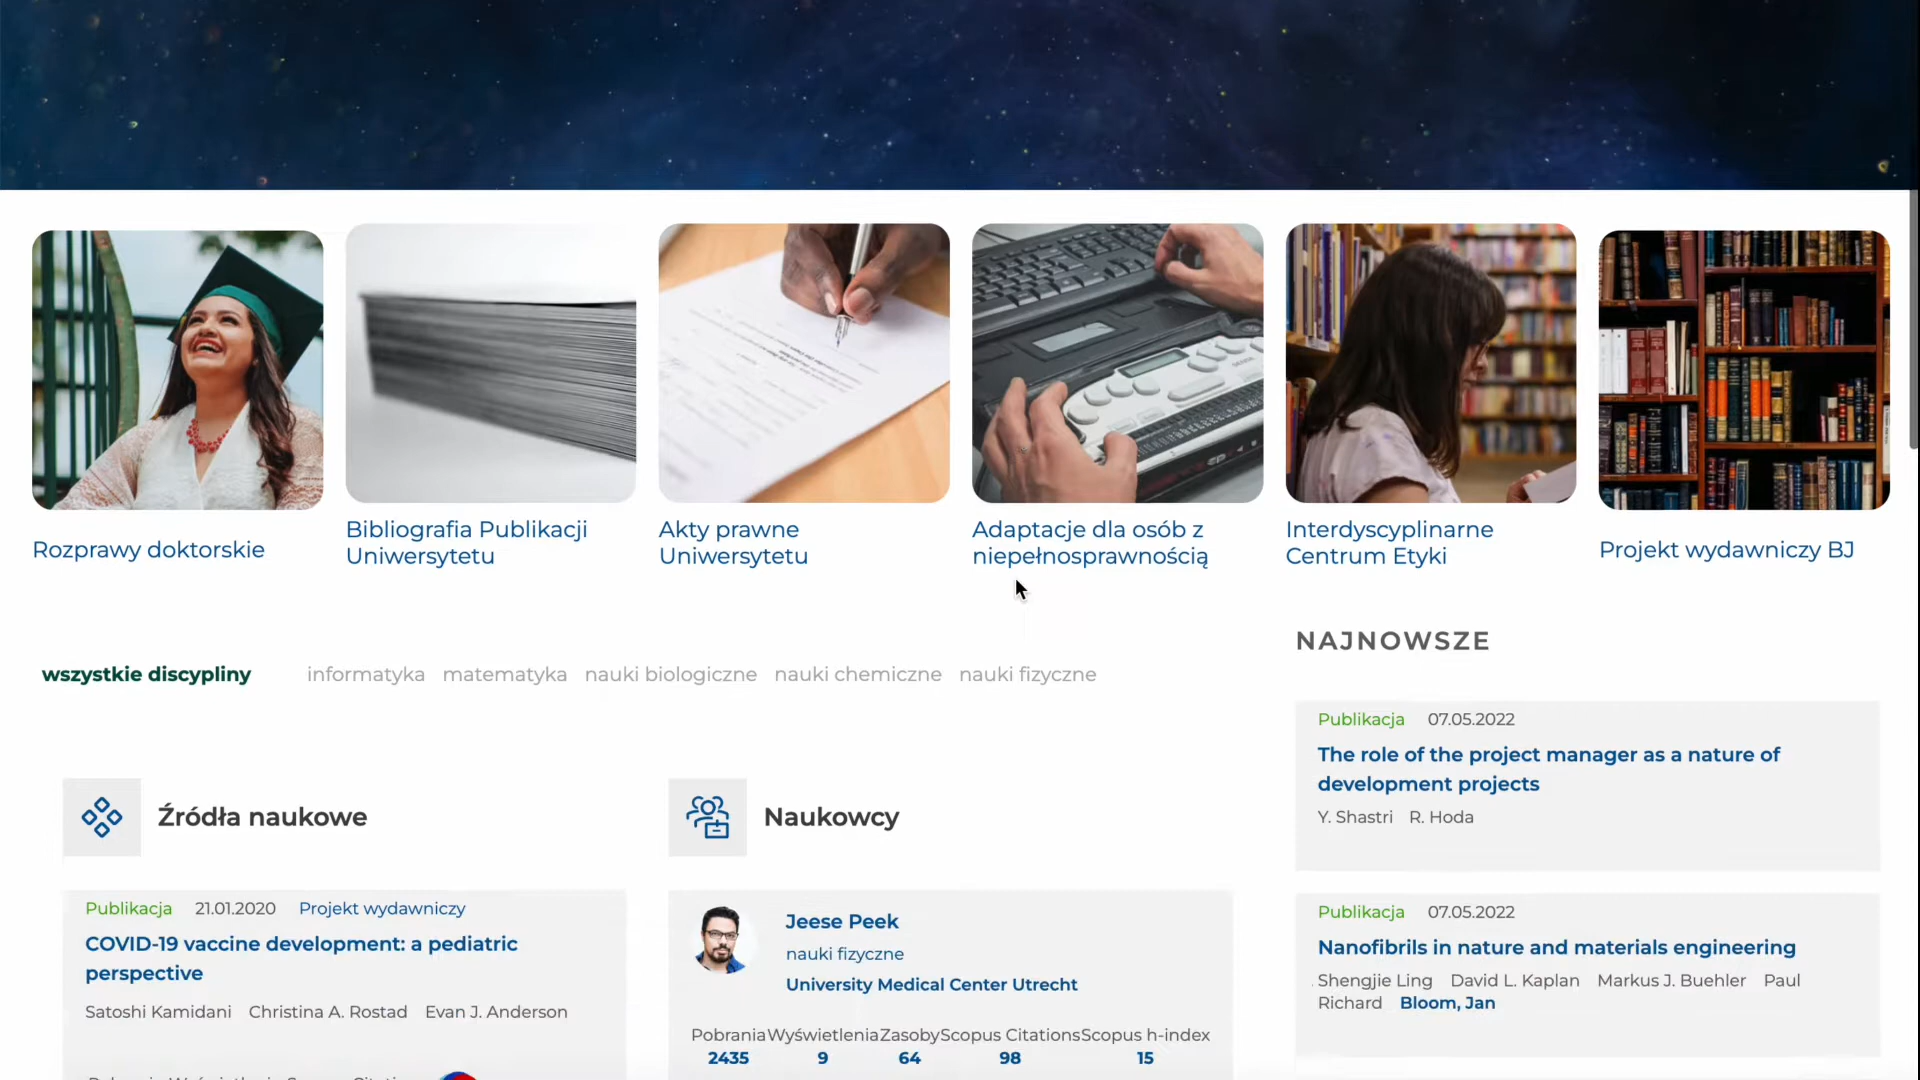 Rozprawy doktorskie
Bibliografia Publikacji
Uniwersytetu
Akty prawne
Uniwersytetu
Adaptacje dla osób z
niepełnosprawnością
Interdyscyplinarne
Centrum Etyki
Projekt wydawniczy BJ
wszystkie discypliny informatyka matematyka nauki biologiczne nauki chemiczne nauki fizyczne
Źródła naukowe
Publikacja 21.01.2020 Projekt wydawniczy
COVID-19 vaccine development: a pediatric
perspective
Satoshi Kamidani Christina A. Rostad Evan J. Anderson
Naukowcy
Jeese Peek
nauki fizyczne
University Medical Center Utrecht
Pobrania Wyświetlenia Zasoby Scopus Citations Scopus h-index
2435 9 64 98 15
NAJNOWSZE
Publikacja 07.05.2022
The role of the project manager as a nature of
development projects
Y. Shastri R. Hoda
Publikacja 07.05.2022
Nanofibrils in nature and materials engineering
Shengjie Ling David L. Kaplan Markus J. Buehler Paul
Richard Bloom, Jan